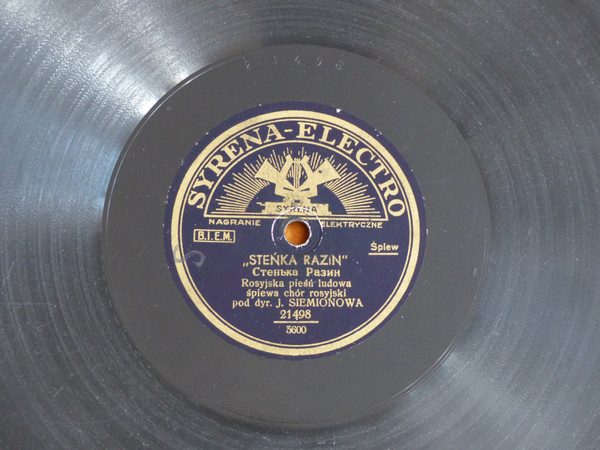 21498
SYRENA-ELECTRO
SYRENA
NAGRANIE ELEKTRYCZNE
B.I.E.M.
Śpiew
„STEŃKA RAZIN"
Стенька Разин
Rosyjska pieśń ludowa
śpiewa chór rosyjski
pod dyr. J. SIEMIONOWA
21498
5600